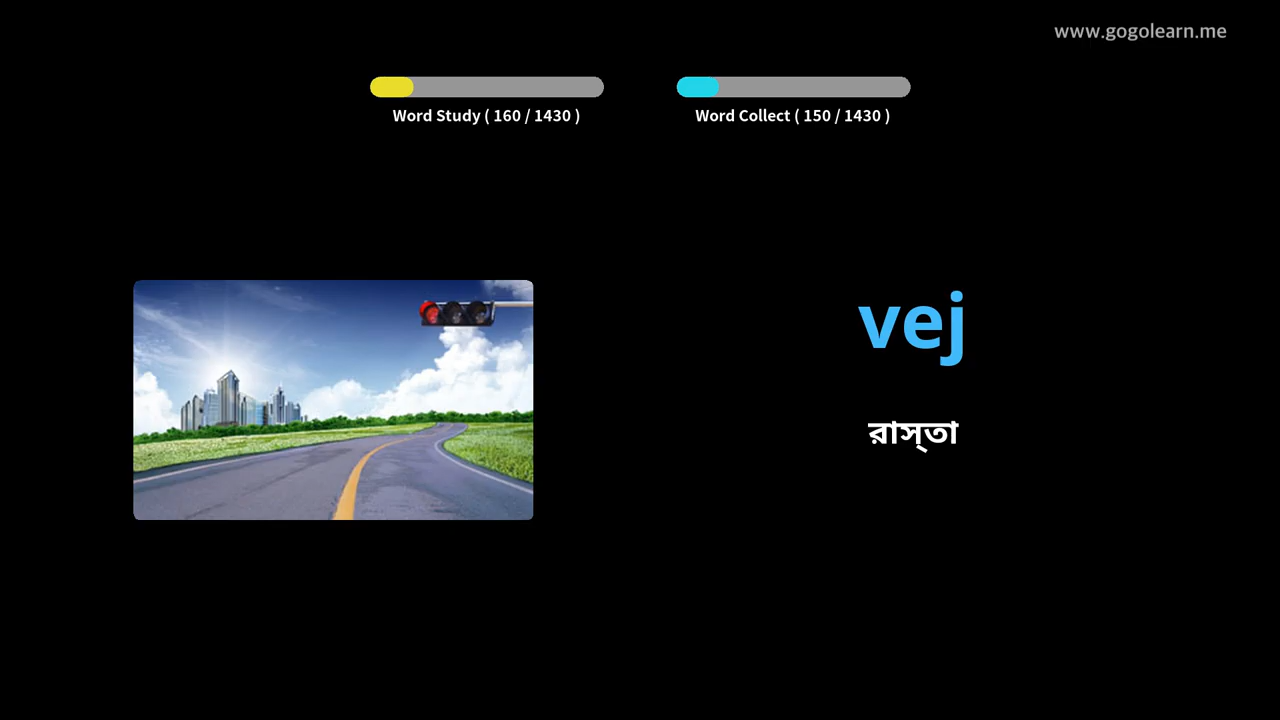 www.gogolearn.me
Word Study ( 160 / 1430 )
Word Collect ( 150 / 1430 )
vej
রাস্তা